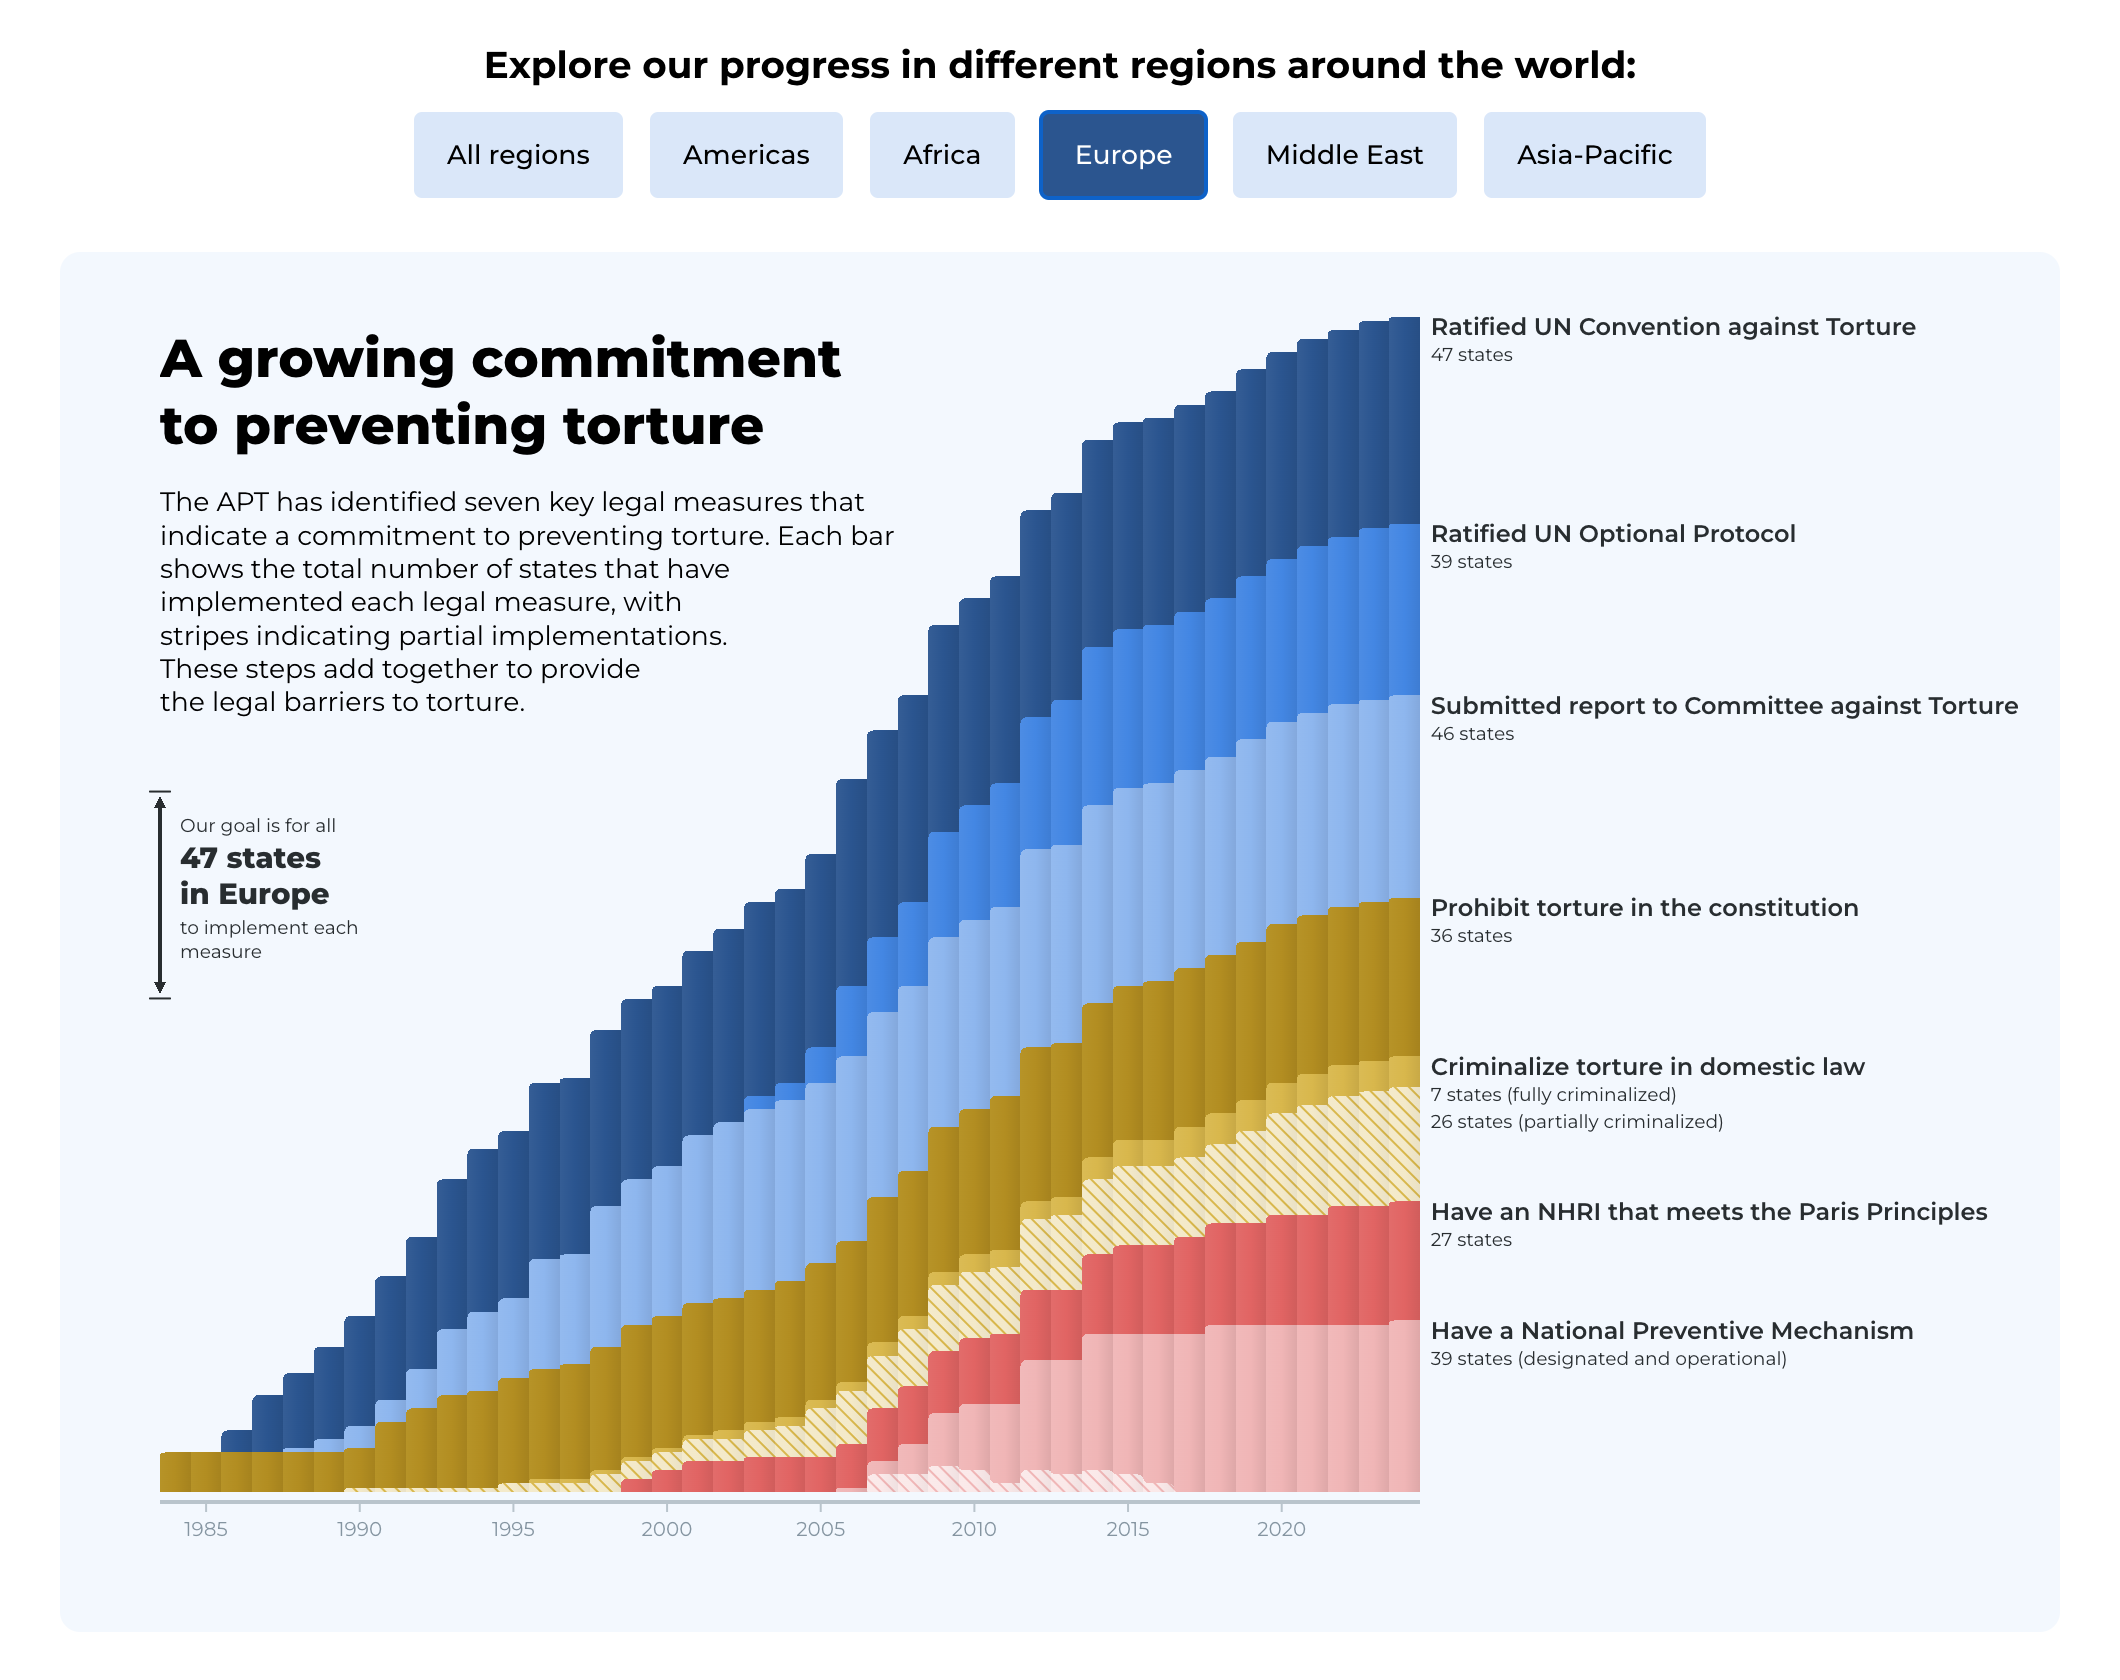 Explore our progress in different regions around the world:
All regions
Americas
Africa
Europe
Middle East
Asia-Pacific
A growing commitment
to preventing torture
The APT has identified seven key legal measures that
indicate a commitment to preventing torture. Each bar
shows the total number of states that have
implemented each legal measure, with
stripes indicating partial implementations.
These steps add together to provide
the legal barriers to torture.
Our goal is for all
47 states
in Europe
to implement each
measure
Ratified UN Convention against Torture
47 states
Ratified UN Optional Protocol
39 states
Submitted report to Committee against Torture
46 states
Prohibit torture in the constitution
36 states
Criminalize torture in domestic law
7 states (fully criminalized)
26 states (partially criminalized)
Have an NHRI that meets the Paris Principles
27 states
Have a National Preventive Mechanism
39 states (designated and operational)
1985
1990
1995
2000
2005
2010
2015
2020